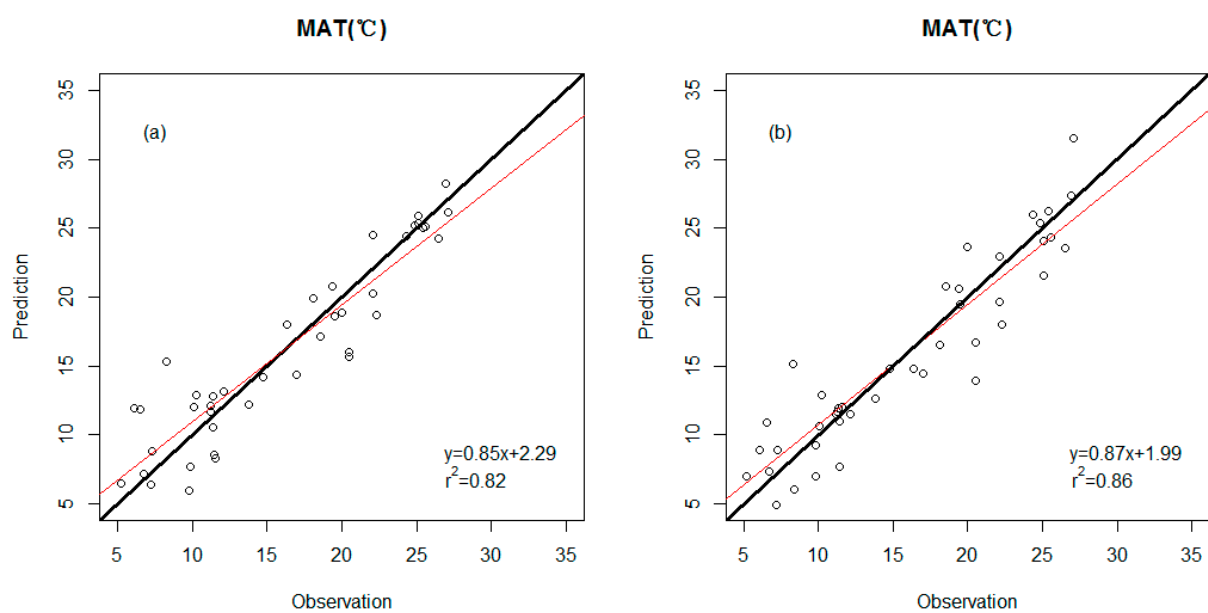 MAT(℃)
(a)
35
30
25
20
15
10
5
Prediction
y=0.85x+2.29
r²=0.82
5 10 15 20 25 30 35
Observation
MAT(℃)
(b)
35
30
25
20
15
10
5
Prediction
y=0.87x+1.99
r²=0.86
5 10 15 20 25 30 35
Observation